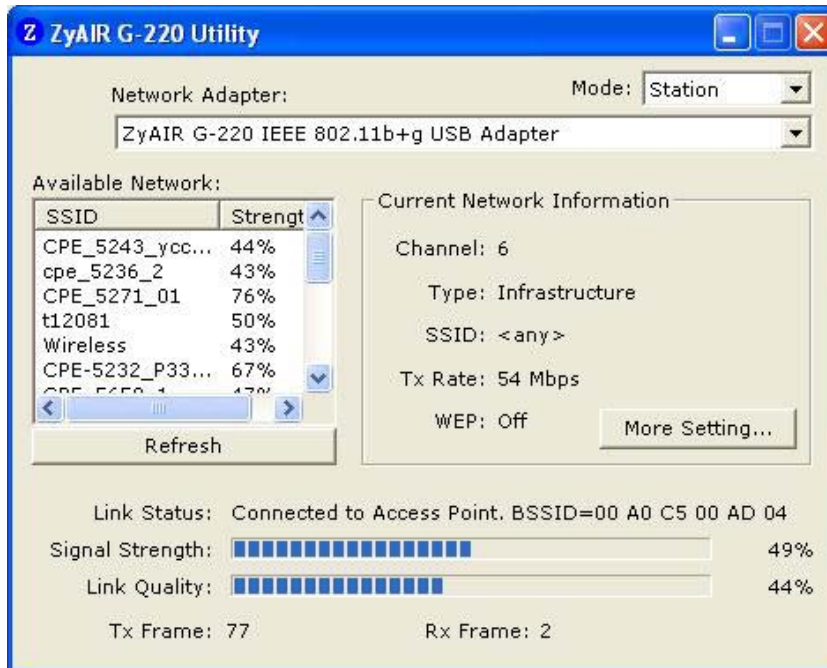 Z ZyAIR G-220 Utility
Network Adapter:
Mode: Station
ZyAIR G-220 IEEE 802.11b+g USB Adapter
Available Network:
SSID Strengt
CPE_5243_ycc... 44%
cpe_5236_2 43%
CPE_5271_01 76%
t12081 50%
Wireless 43%
CPE-5232_P33... 67%
Refresh
Current Network Information
Channel: 6
Type: Infrastructure
SSID: <any>
Tx Rate: 54 Mbps
WEP: Off
More Setting...
Link Status: Connected to Access Point. BSSID=00 A0 C5 00 AD 04
Signal Strength: 49%
Link Quality: 44%
Tx Frame: 77 Rx Frame: 2